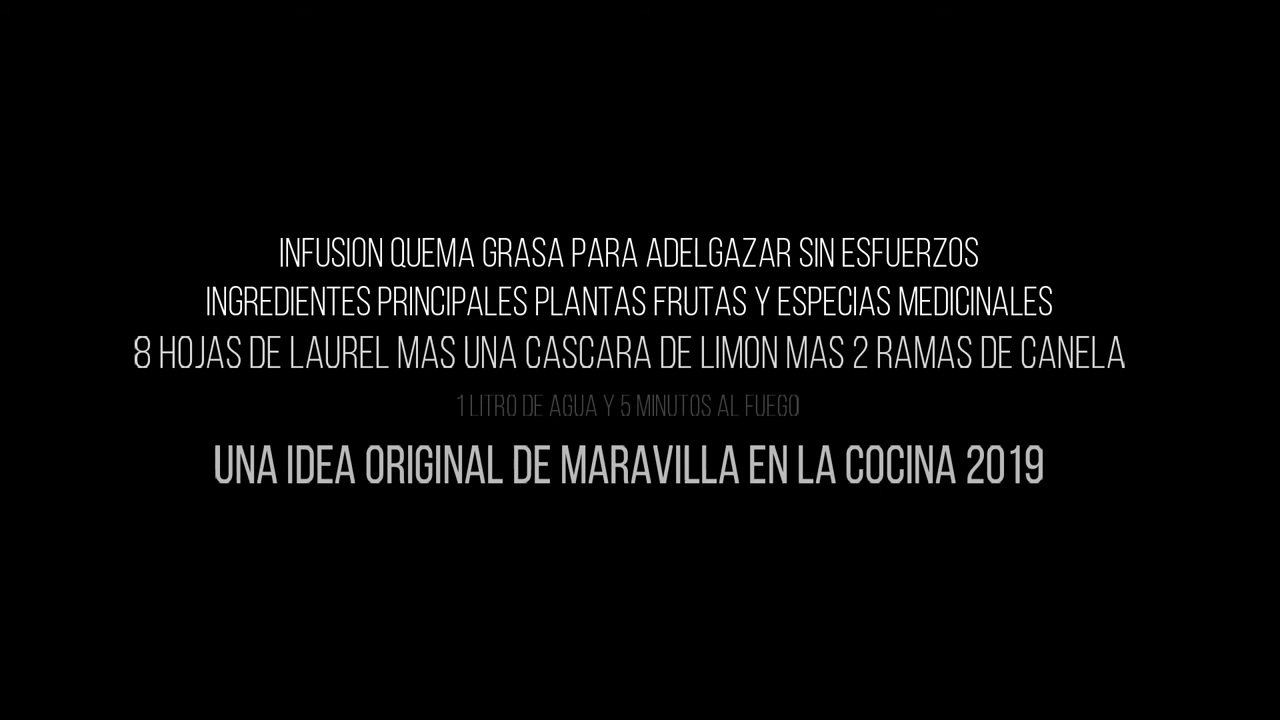 INFUSION QUEMA GRASA PARA ADELGAZAR SIN ESFUERZOS
INGREDIENTES PRINCIPALES PLANTAS FRUTAS Y ESPECIAS MEDICINALES
8 HOJAS DE LAUREL MAS UNA CASCARA DE LIMON MAS 2 RAMAS DE CANELA
1 LITRO DE AGUA Y 5 MINUTOS AL FUEGO
UNA IDEA ORIGINAL DE MARAVILLA EN LA COCINA 2019